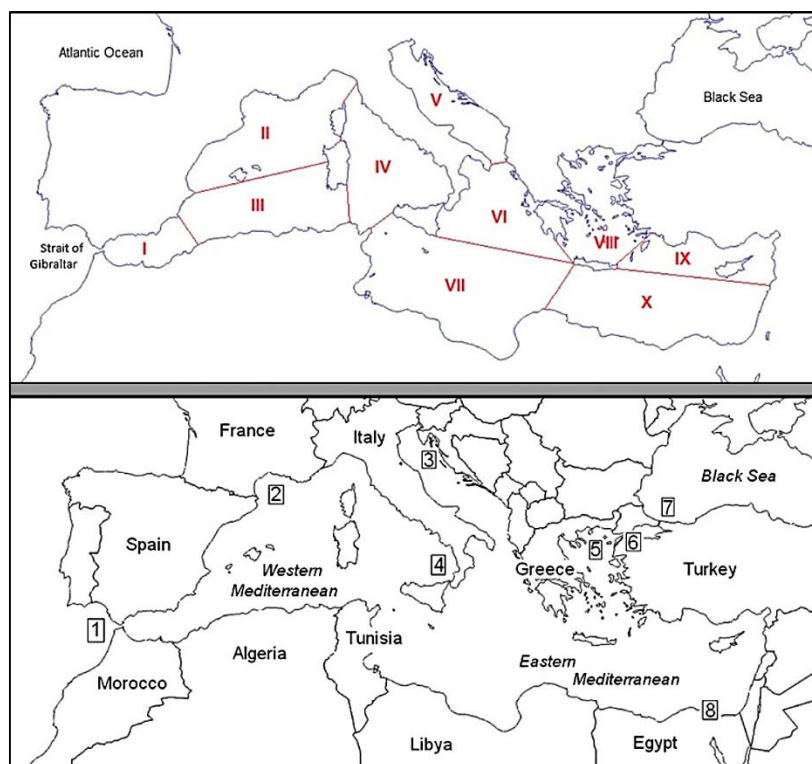 Atlantic Ocean
Black Sea
V
II
IV
III
VI
Strait of
Gibraltar
I
VIII
IX
VII
X
France
Italy
3
Black Sea
2
7
Spain
5
6
4
Greece
Turkey
Western
Mediterranean
1
Tunisia
Algeria
Eastern
Mediterranean
Morocco
8
Libya
Egypt